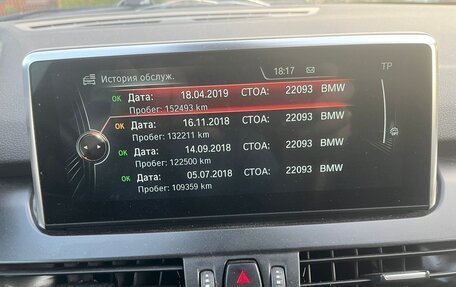 18:17
TP
История обслуж.
OK Дата: 18.04.2019 СТОА: 22093 BMW
Пробег: 152493 km
OK Дата: 16.11.2018 СТОА: 22093 BMW
Пробег: 132211 km
OK Дата: 14.09.2018 СТОА: 22093 BMW
Пробег: 122500 km
OK Дата: 05.07.2018 СТОА: 22093 BMW
Пробег: 109359 km